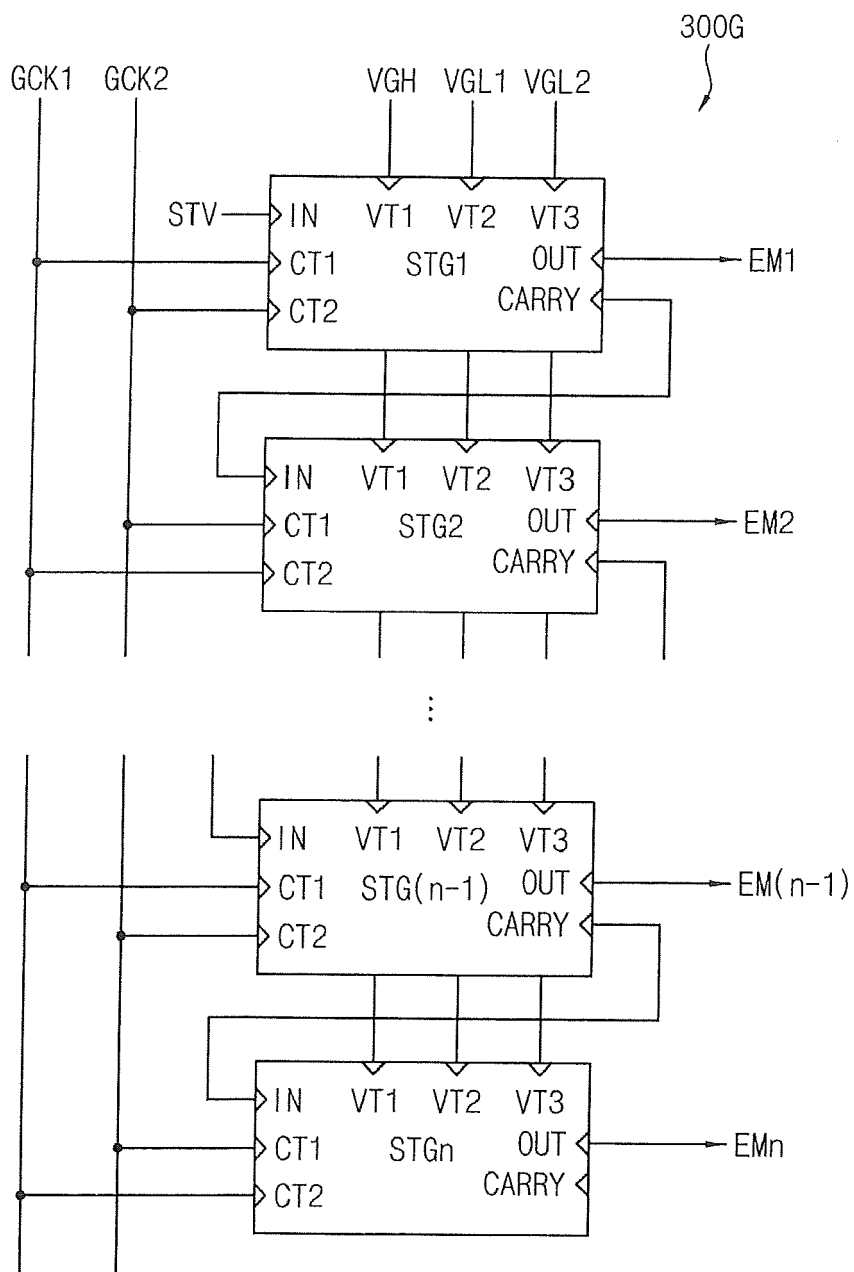 300G
GCK1 GCK2 VGH VGL1 VGL2
STV IN VT1 VT2 VT3
CT1 STG1 OUT EM1
CT2 CARRY
IN VT1 VT2 VT3
CT1 STG2 OUT EM2
CT2 CARRY
⋮
IN VT1 VT2 VT3
CT1 STG(n-1) OUT EM(n-1)
CT2 CARRY
IN VT1 VT2 VT3
CT1 STGn OUT EMn
CT2 CARRY